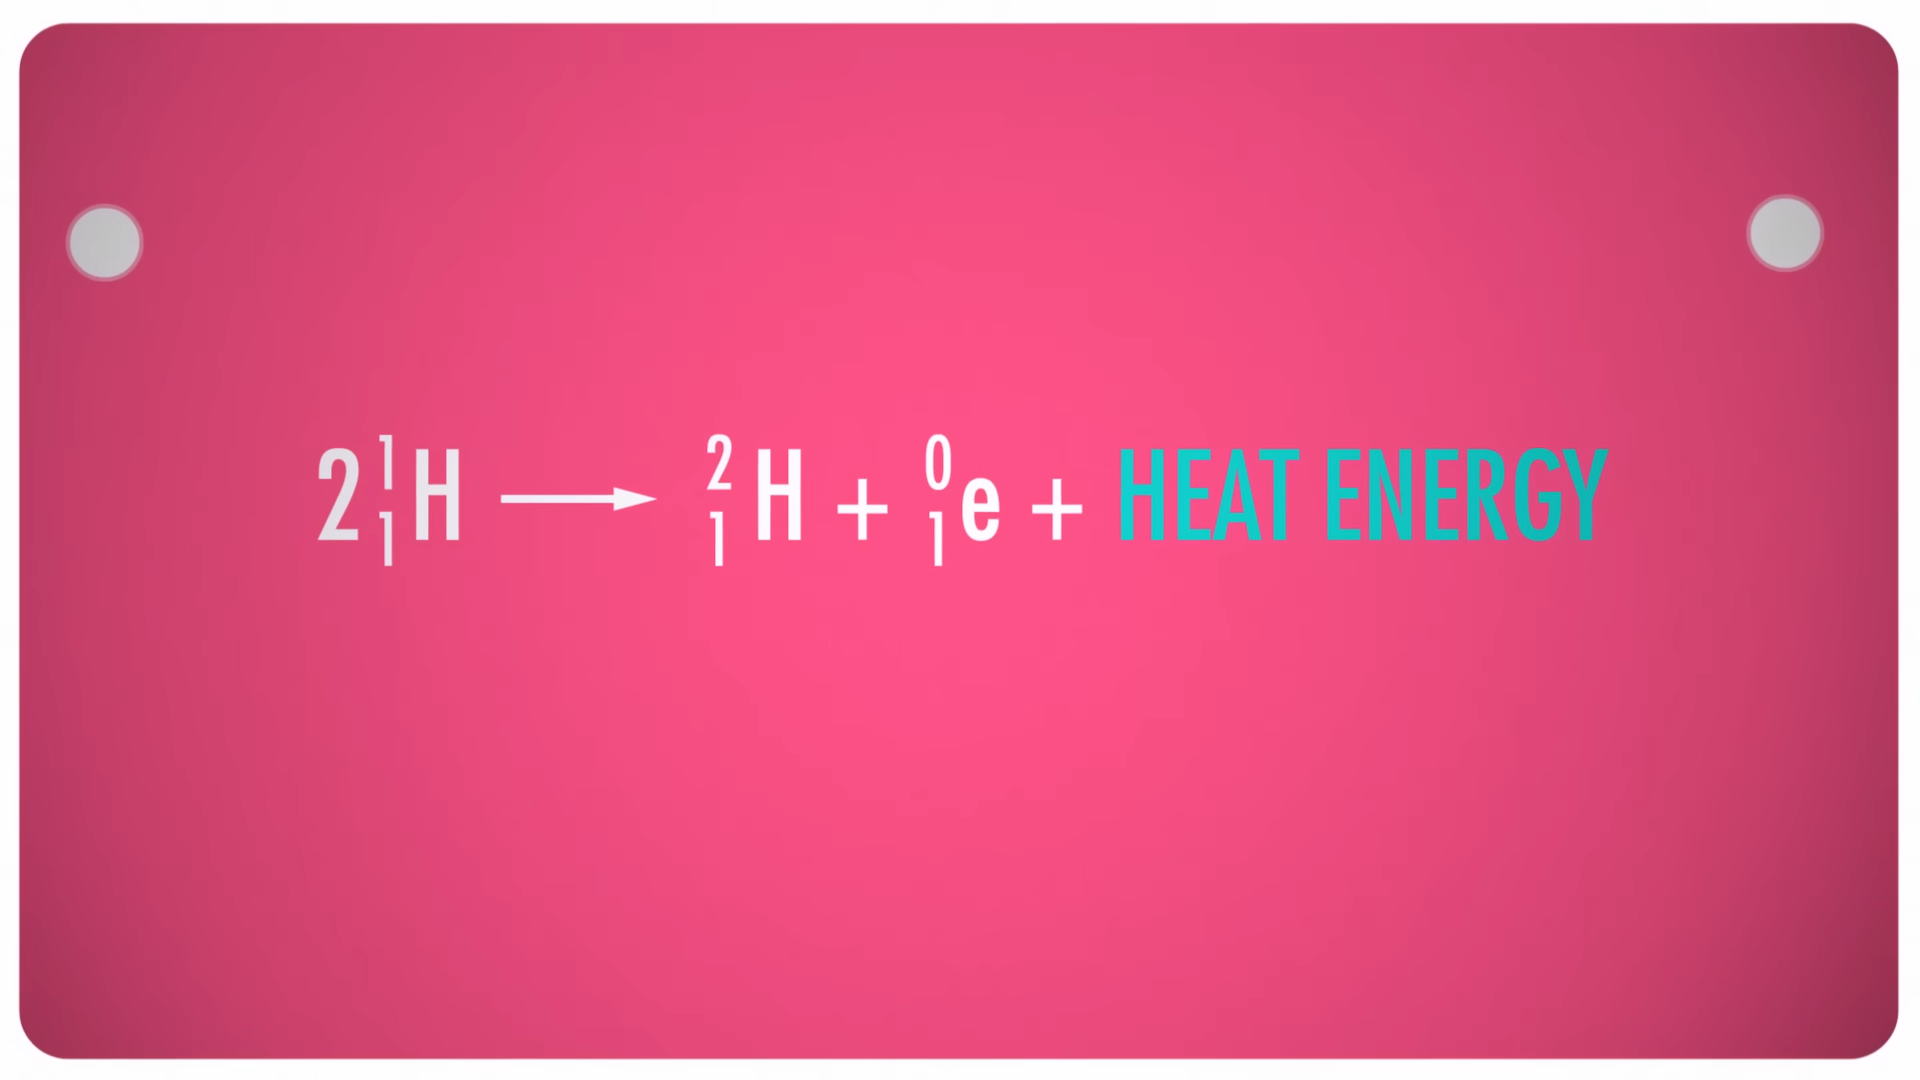 2 ¹₁H ⟶ ²₁H + ⁰₁e + HEAT ENERGY